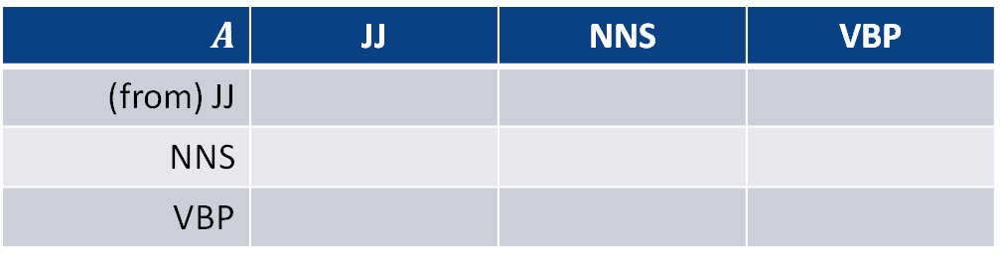 A JJ NNS VBP
(from) JJ
NNS
VBP